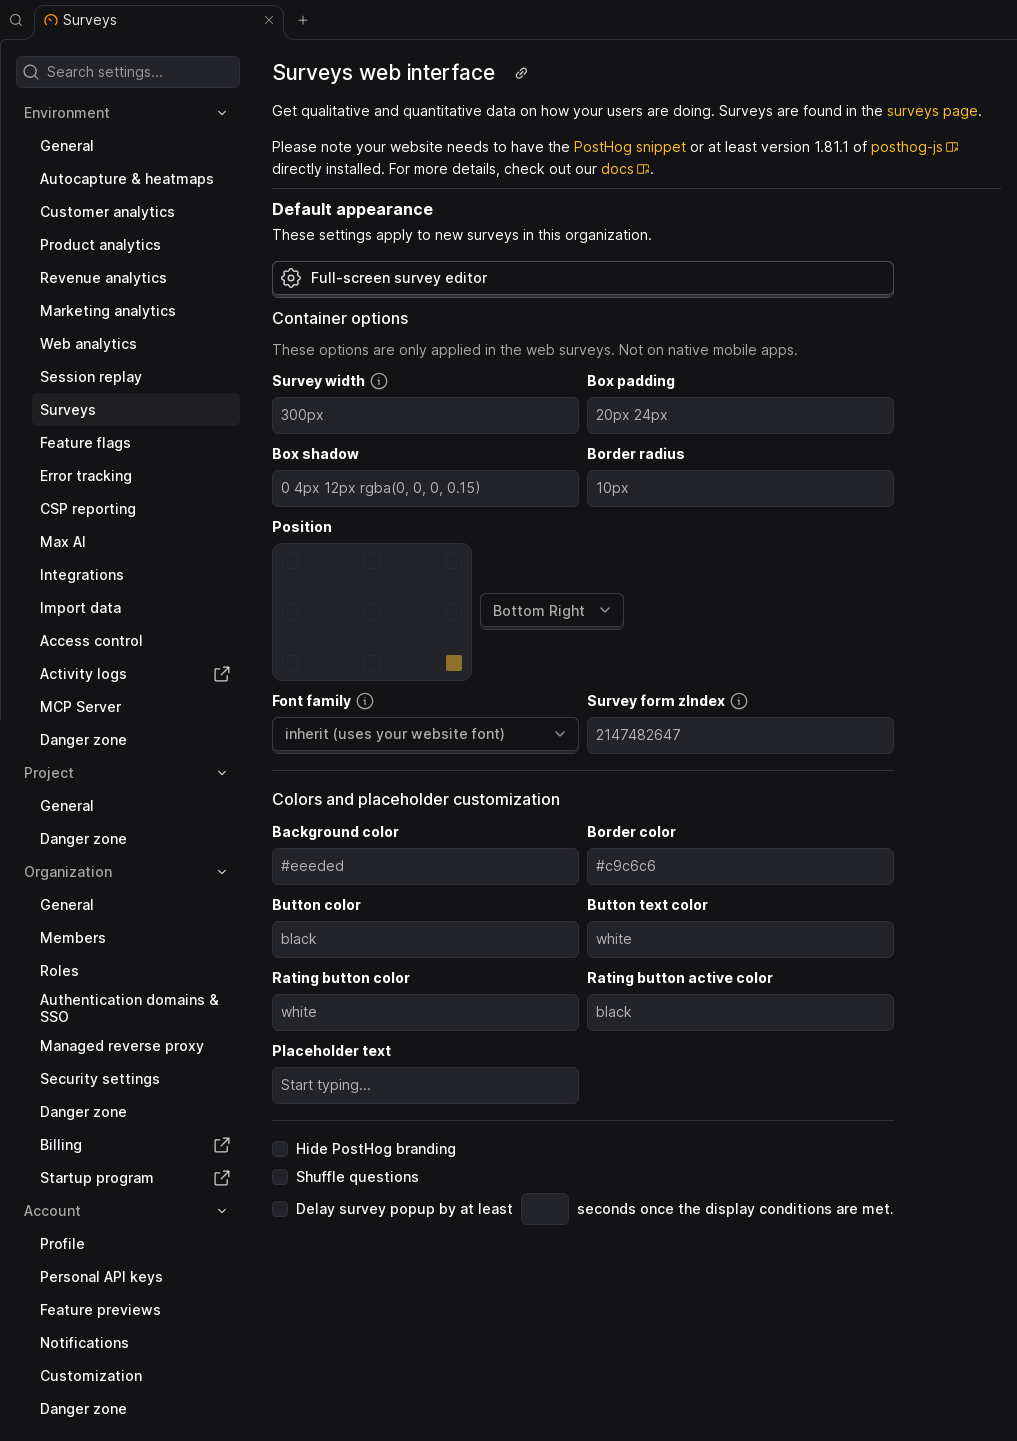 Surveys
Search settings...
Environment
General
Autocapture & heatmaps
Customer analytics
Product analytics
Revenue analytics
Marketing analytics
Web analytics
Session replay
Surveys
Feature flags
Error tracking
CSP reporting
Max AI
Integrations
Import data
Access control
Activity logs
MCP Server
Danger zone
Project
General
Danger zone
Organization
General
Members
Roles
Authentication domains &
SSO
Managed reverse proxy
Security settings
Danger zone
Billing
Startup program
Account
Profile
Personal API keys
Feature previews
Notifications
Customization
Danger zone
Surveys web interface
Get qualitative and quantitative data on how your users are doing. Surveys are found in the surveys page.
Please note your website needs to have the PostHog snippet or at least version 1.81.1 of posthog-js
directly installed. For more details, check out our docs.
Default appearance
These settings apply to new surveys in this organization.
Full-screen survey editor
Container options
These options are only applied in the web surveys. Not on native mobile apps.
Survey width
Box padding
300px
20px 24px
Box shadow
Border radius
0 4px 12px rgba(0, 0, 0, 0.15)
10px
Position
Bottom Right
Font family
Survey form zIndex
inherit (uses your website font)
2147482647
Colors and placeholder customization
Background color
Border color
#eeeded
#c9c6c6
Button color
Button text color
black
white
Rating button color
Rating button active color
white
black
Placeholder text
Start typing...
Hide PostHog branding
Shuffle questions
Delay survey popup by at least seconds once the display conditions are met.